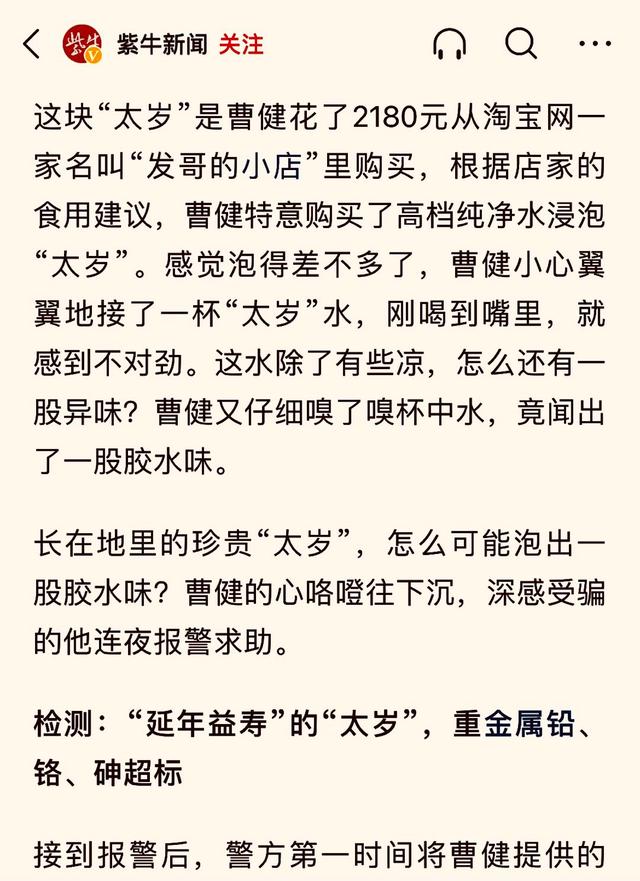 紫牛新闻 关注
这块“太岁”是曹健花了2180元从淘宝网一
家名叫“发哥的小店”里购买，根据店家的
食用建议，曹健特意购买了高档纯净水浸泡
“太岁”。感觉泡得差不多了，曹健小心翼
翼地接了一杯“太岁”水，刚喝到嘴里，就
感到不对劲。这水除了有些凉，怎么还有一
股异味？曹健又仔细嗅了嗅杯中水，竟闻出
了一股胶水味。
长在地里的珍贵“太岁”，怎么可能泡出一
股胶水味？曹健的心咯噔往下沉，深感受骗
的他连夜报警求助。
检测：“延年益寿”的“太岁”，重金属铅、
铬、砷超标
接到报警后，警方第一时间将曹健提供的